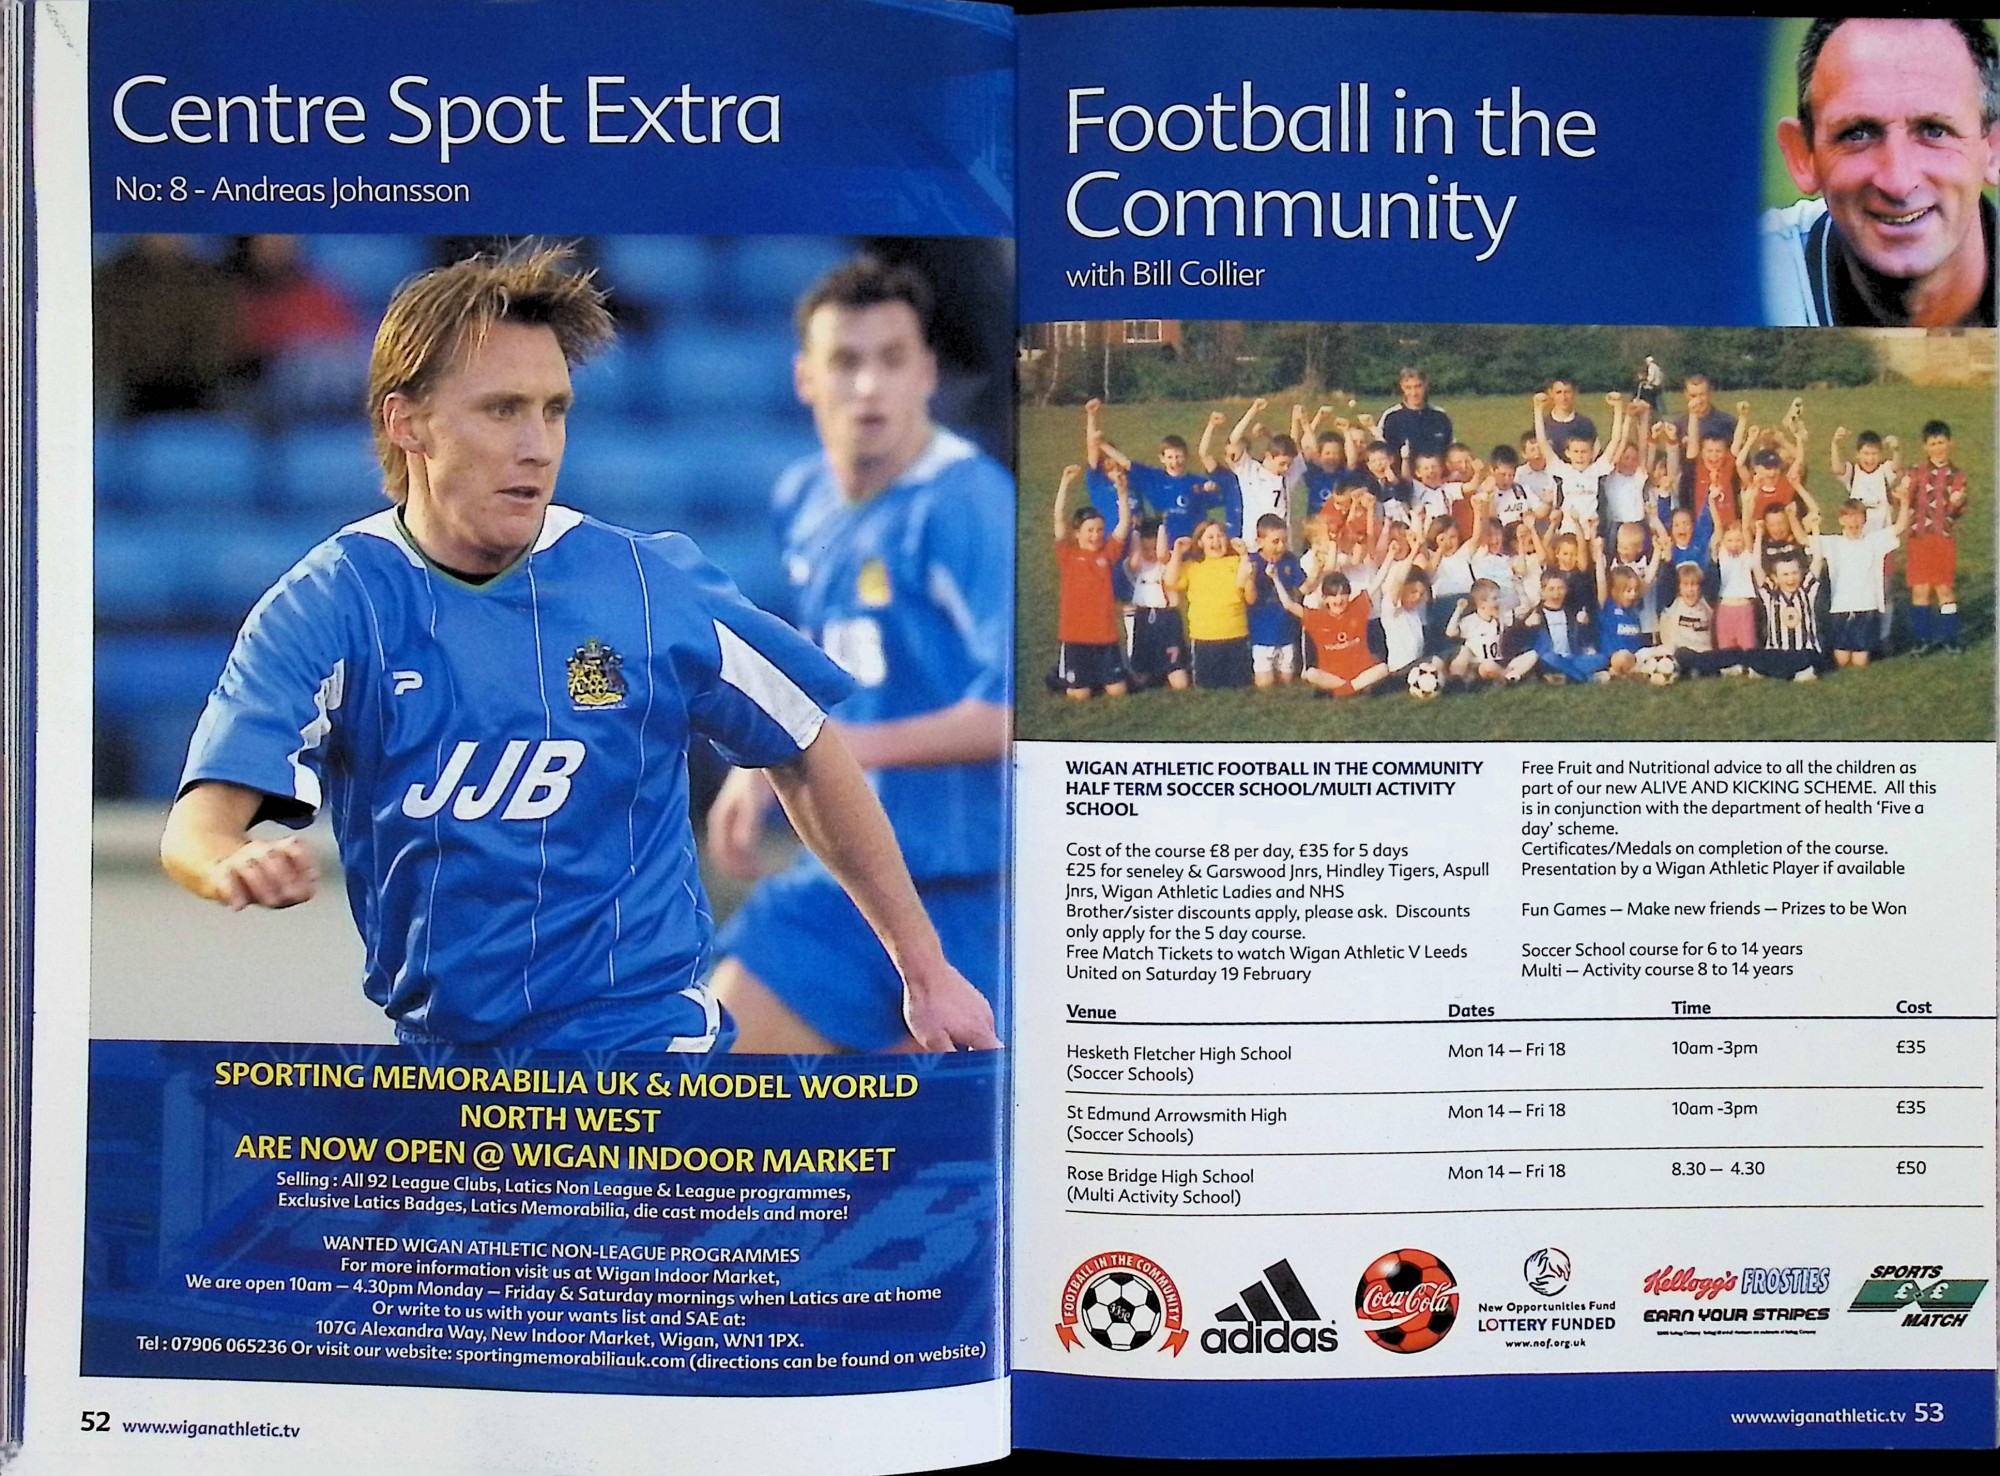 Centre Spot Extra
No: 8 - Andreas Johansson
JJB
SPORTING MEMORABILIA UK & MODEL WORLD
NORTH WEST
ARE NOW OPEN @ WIGAN INDOOR MARKET
Selling : All 92 League Clubs, Latics Non League & League programmes,
Exclusive Latics Badges, Latics Memorabilia, die cast models and more!
WANTED WIGAN ATHLETIC NON-LEAGUE PROGRAMMES
For more information visit us at Wigan Indoor Market,
We are open 10am – 4.30pm Monday – Friday & Saturday mornings when Latics are at home
Or write to us with your wants list and SAE at:
107G Alexandra Way, New Indoor Market, Wigan, WN1 1PX.
Tel : 07906 065236 Or visit our website: sportingmemorabiliauk.com (directions can be found on website)
52 www.wiganathletic.tv
Football in the
Community
with Bill Collier
7
JJB
10
7
WIGAN ATHLETIC FOOTBALL IN THE COMMUNITY
HALF TERM SOCCER SCHOOL/MULTI ACTIVITY
SCHOOL
Cost of the course £8 per day, £35 for 5 days
£25 for seneley & Garswood Jnrs, Hindley Tigers, Aspull
Jnrs, Wigan Athletic Ladies and NHS
Brother/sister discounts apply, please ask. Discounts
only apply for the 5 day course.
Free Match Tickets to watch Wigan Athletic V Leeds
United on Saturday 19 February
Free Fruit and Nutritional advice to all the children as
part of our new ALIVE AND KICKING SCHEME. All this
is in conjunction with the department of health ‘Five a
day’ scheme.
Certificates/Medals on completion of the course.
Presentation by a Wigan Athletic Player if available
Fun Games – Make new friends – Prizes to be Won
Soccer School course for 6 to 14 years
Multi – Activity course 8 to 14 years
Venue Dates Time Cost
Hesketh Fletcher High School Mon 14 – Fri 18 10am -3pm £35
(Soccer Schools)
St Edmund Arrowsmith High Mon 14 – Fri 18 10am -3pm £35
(Soccer Schools)
Rose Bridge High School Mon 14 – Fri 18 8.30 – 4.30 £50
(Multi Activity School)
FOOTBALL IN THE COMMUNITY
adidas
Coca-Cola
New Opportunities Fund
LOTTERY FUNDED
www.nof.org.uk
Kellogg's FROSTIES
EARN YOUR STRIPES
SPORTS
££
MATCH
www.wiganathletic.tv 53